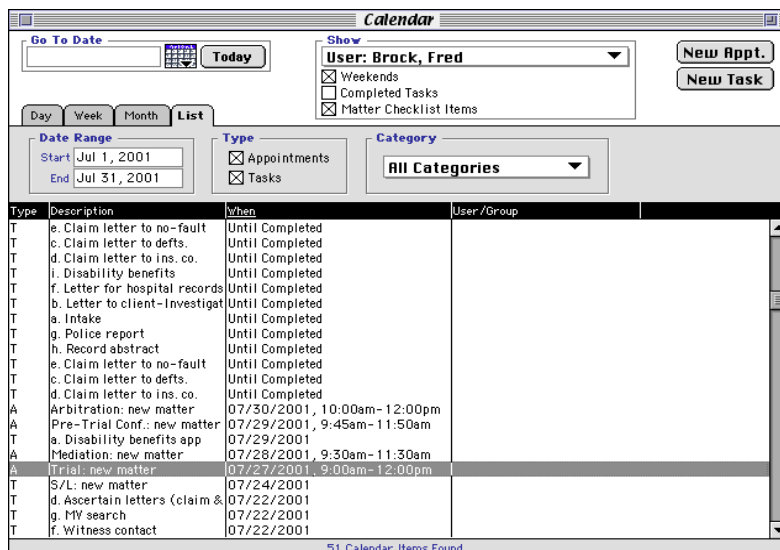 Calendar
Go To Date
Today
Show
User: Brock, Fred
Weekends
Completed Tasks
Matter Checklist Items
New Appt.
New Task
Day Week Month List
Date Range
Start Jul 1, 2001
End Jul 31, 2001
Type
Appointments
Tasks
Category
All Categories
Type Description When User/Group
T e. Claim letter to no-fault Until Completed
T c. Claim letter to defts. Until Completed
T d. Claim letter to ins. co. Until Completed
T i. Disability benefits Until Completed
T f. Letter for hospital records Until Completed
T b. Letter to client-Investigat Until Completed
T a. Intake Until Completed
T g. Police report Until Completed
T h. Record abstract Until Completed
T e. Claim letter to no-fault Until Completed
T c. Claim letter to defts. Until Completed
T d. Claim letter to ins. co. Until Completed
A Arbitration: new matter 07/30/2001, 10:00am-12:00pm
A Pre-Trial Conf.: new matter 07/29/2001, 9:45am-11:50am
T a. Disability benefits app 07/29/2001
A Mediation: new matter 07/28/2001, 9:30am-11:30am
A Trial: new matter 07/27/2001, 9:00am-12:00pm
T S/L: new matter 07/24/2001
T d. Ascertain letters (claim & 07/22/2001
T g. MV search 07/22/2001
T f. Witness contact 07/22/2001
51 Calendar Items Found